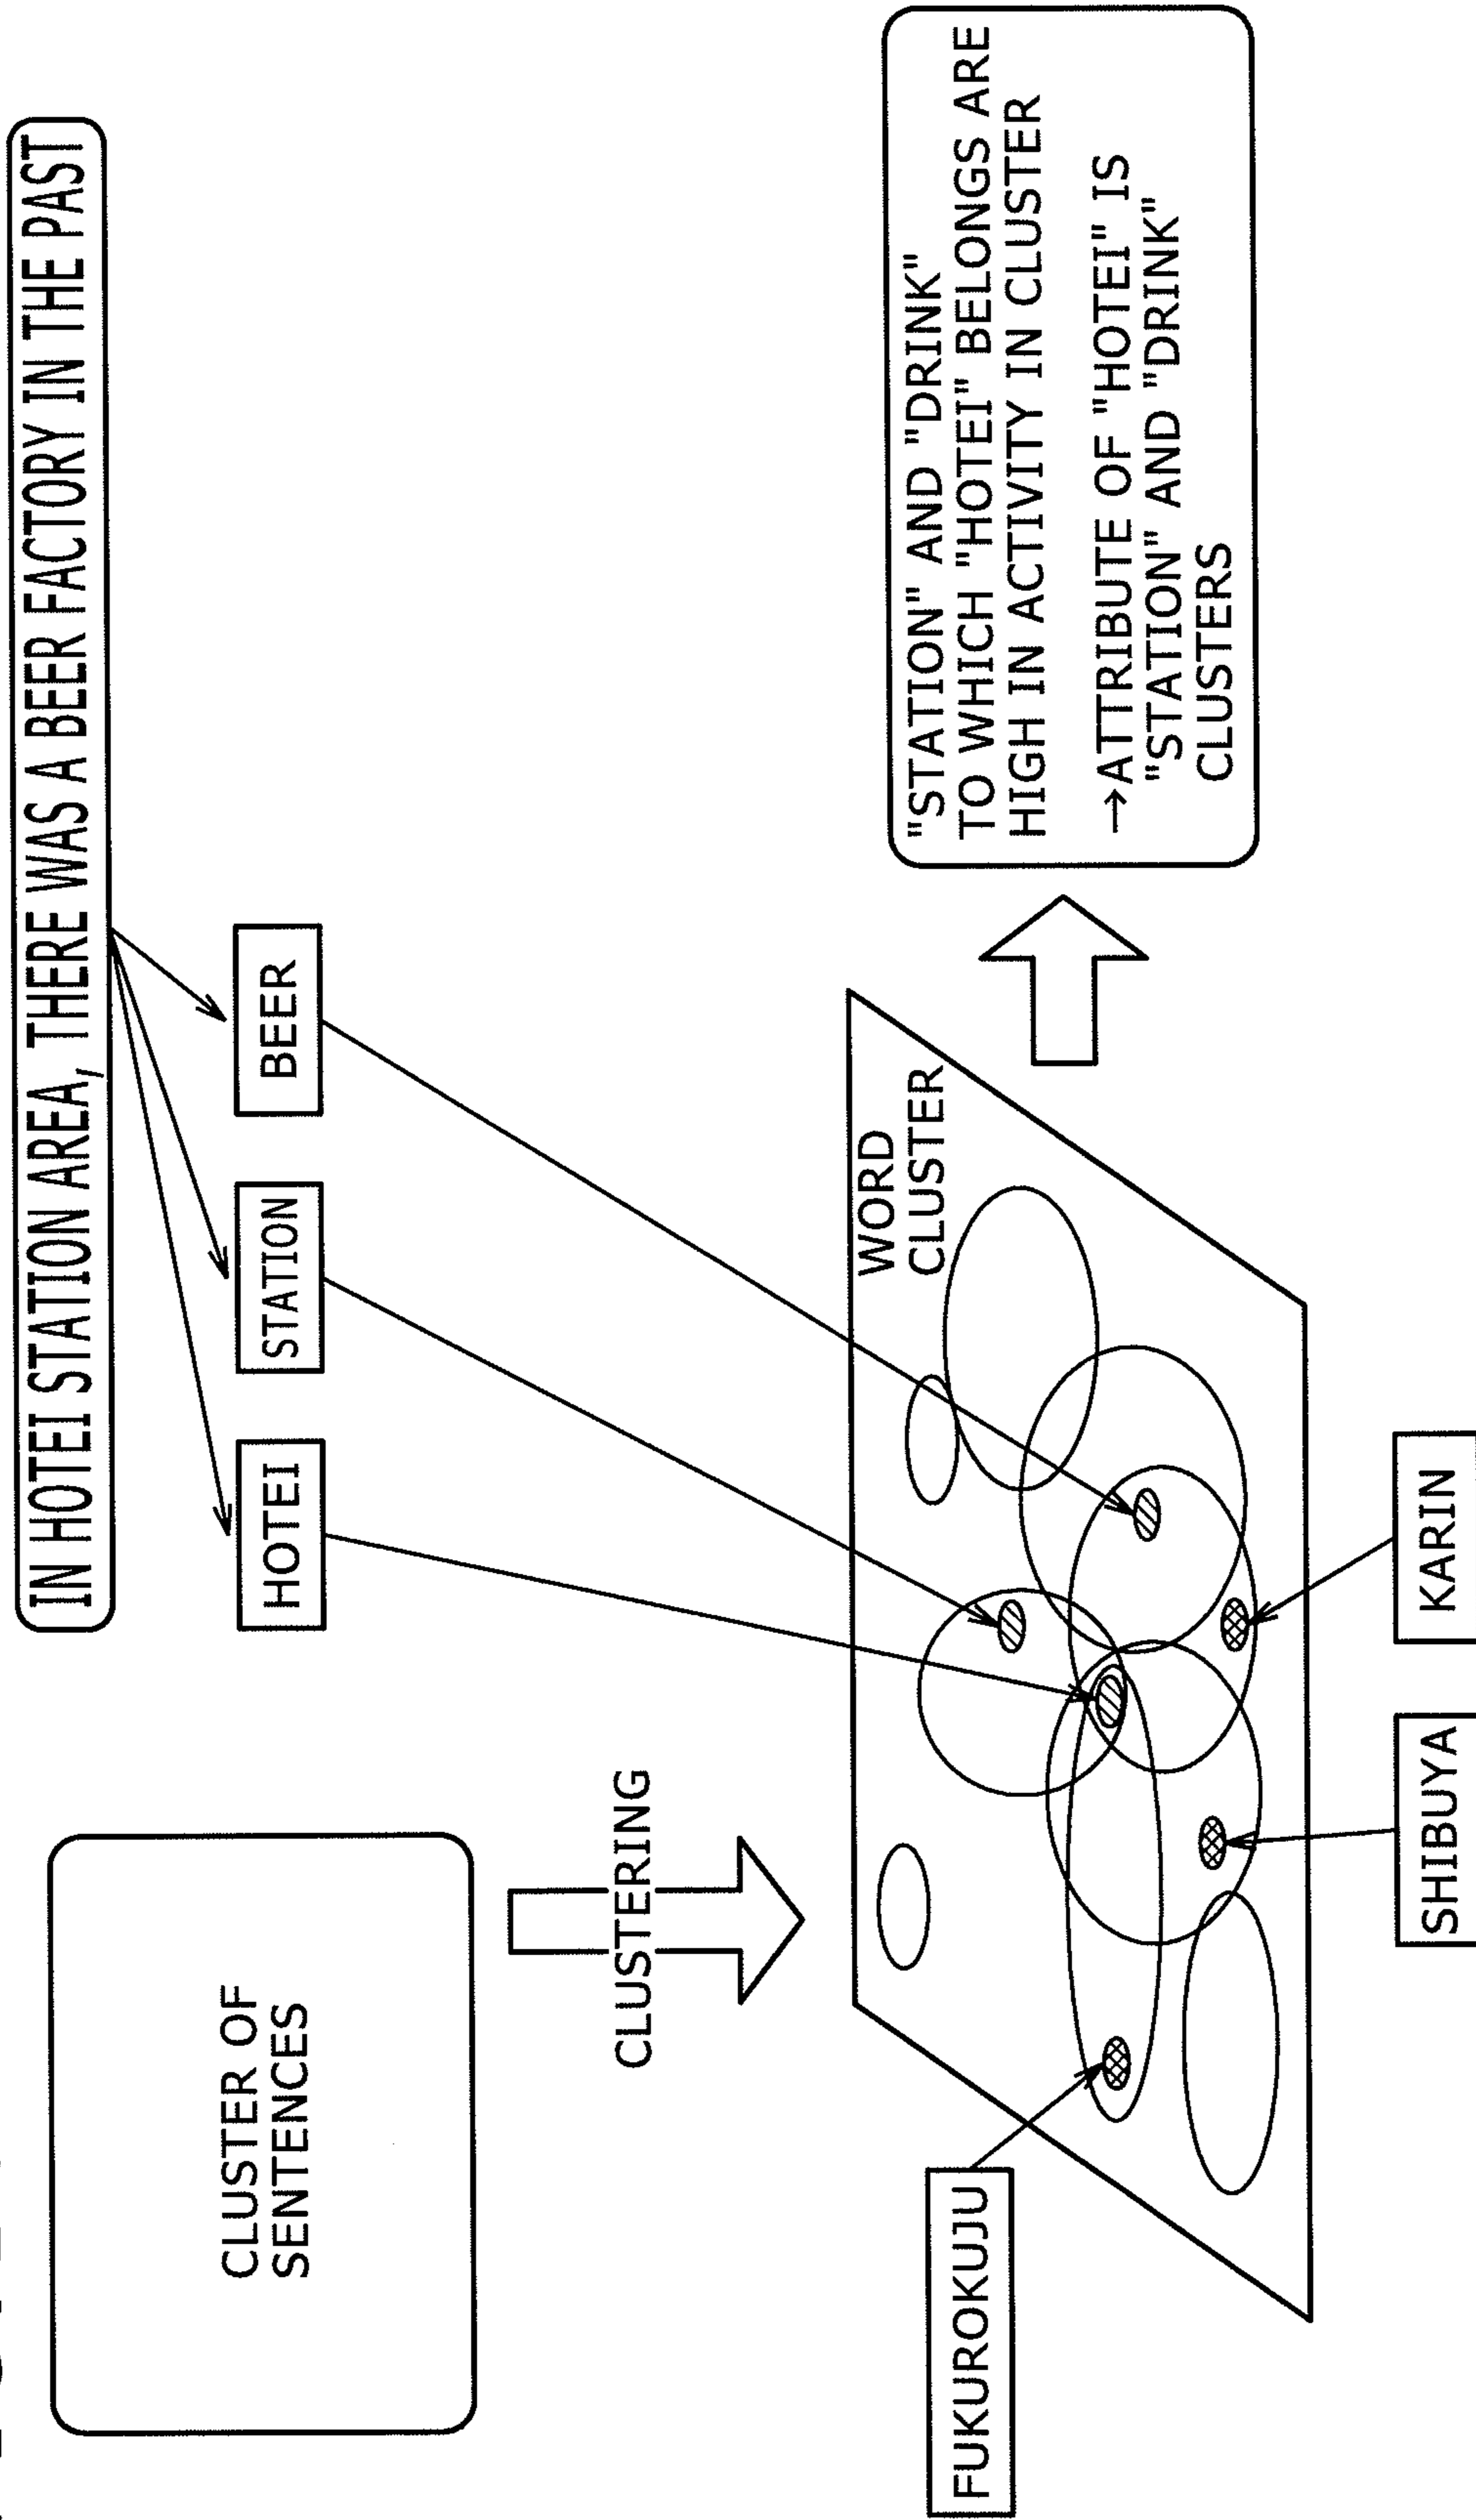 IN HOTEI STATION AREA, THERE WAS A BEER FACTORY IN THE PAST
CLUSTER OF
SENTENCES
HOTEI
STATION
BEER
CLUSTERING
WORD
CLUSTER
"STATION" AND "DRINK"
TO WHICH "HOTEI" BELONGS ARE
HIGH IN ACTIVITY IN CLUSTER
→ATTRIBUTE OF "HOTEI" IS
"STATION" AND "DRINK"
CLUSTERS
FUKUROKUJU
SHIBUYA
KARIN